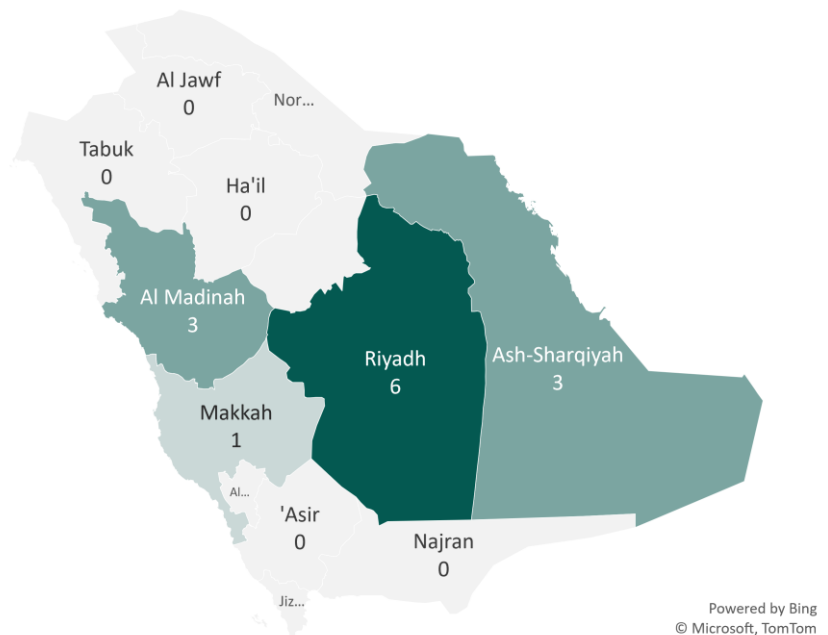 Al Jawf
0
Nor...
Tabuk
0
Ha'il
0
Al Madinah
3
Riyadh
6
Ash-Sharqiyah
3
Makkah
1
Al...
'Asir
0
Najran
0
Jiz...
Powered by Bing
© Microsoft, TomTom